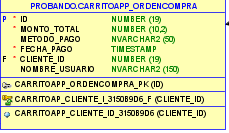 PROBANDO.CARRITOAPP_ORDENCOMPRA
P * ID NUMBER (19)
* MONTO_TOTAL NUMBER (10,2)
METODO_PAGO NVARCHAR2 (50)
* FECHA_PAGO TIMESTAMP
F * CLIENTE_ID NUMBER (19)
NOMBRE_USUARIO NVARCHAR2 (150)
CARRITOAPP_ORDENCOMPRA_PK (ID)
CARRITOAPP_CLIENTE_I_315089D6_F (CLIENTE_ID)
CARRITOAPP_CLIENTE_ID_315089D6 (CLIENTE_ID)